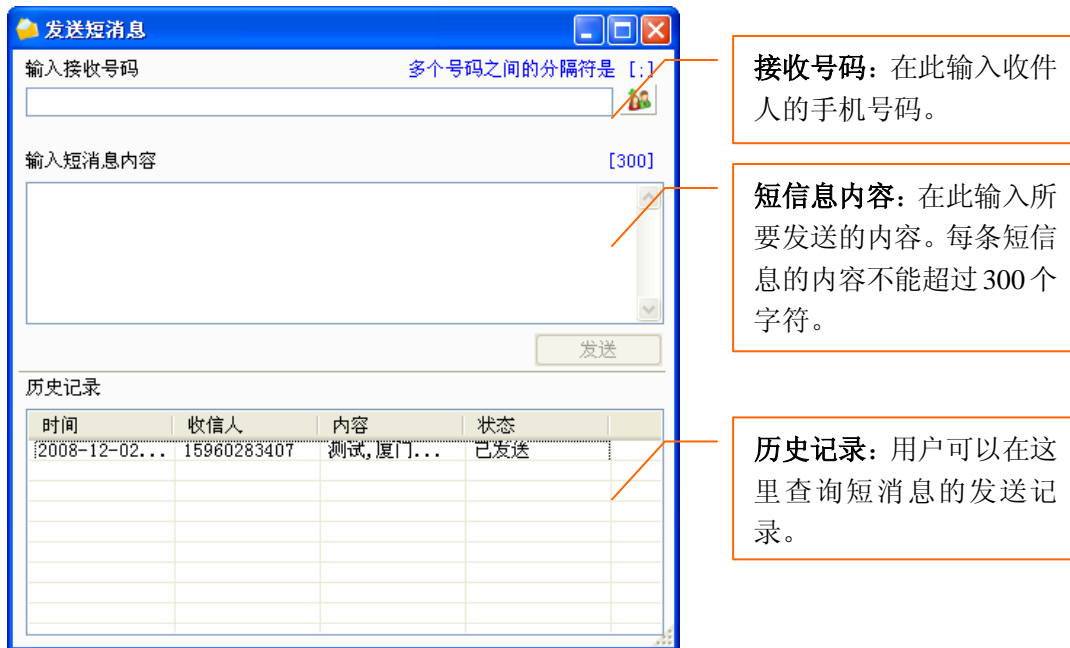 发送短消息
输入接收号码
多个号码之间的分隔符是 [;]
输入短消息内容
[300]
发送
历史记录
时间 收信人 内容 状态
2008-12-02... 15960283407 测试,厦门... 已发送
接收号码：在此输入收件
人的手机号码。
短信息内容：在此输入所
要发送的内容。每条短信
息的内容不能超过 300 个
字符。
历史记录：用户可以在这
里查询短消息的发送记
录。